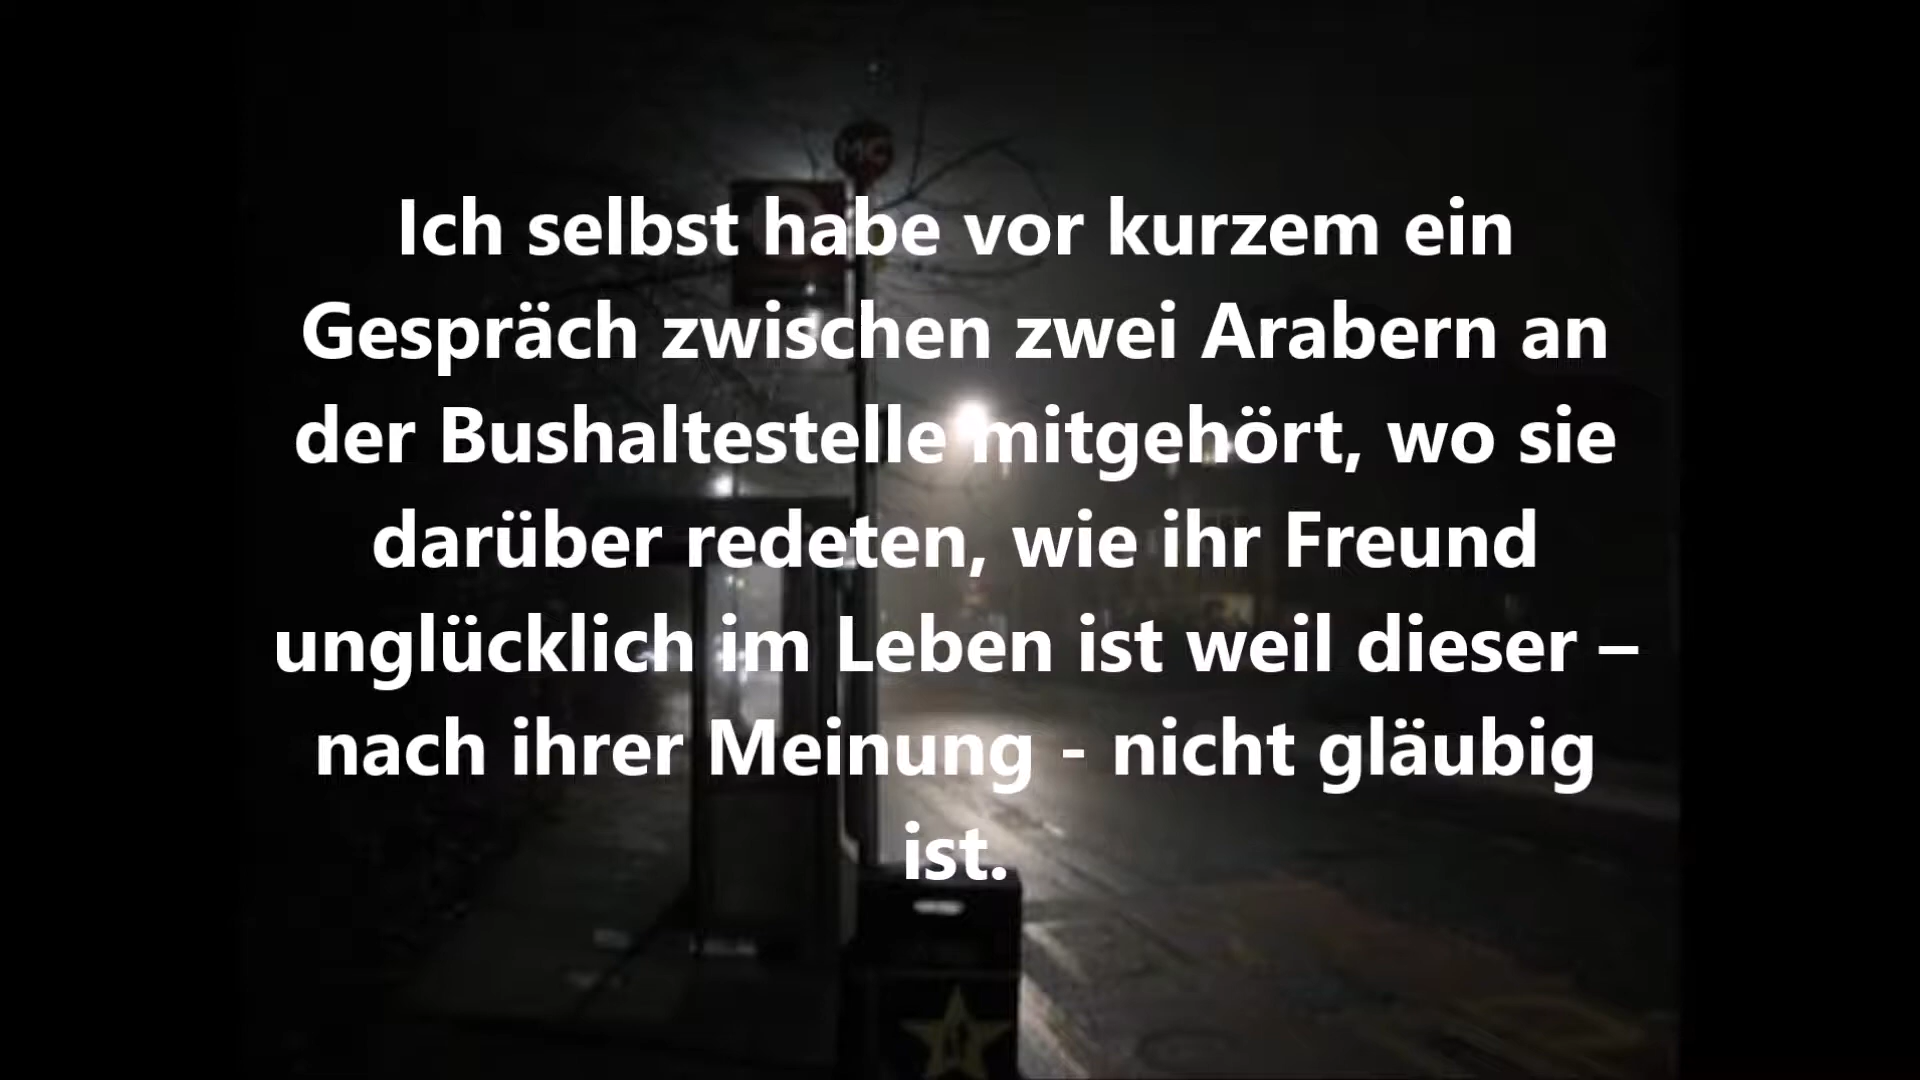 MC
Ich selbst habe vor kurzem ein
Gespräch zwischen zwei Arabern an
der Bushaltestelle mitgehört, wo sie
darüber redeten, wie ihr Freund
unglücklich im Leben ist weil dieser –
nach ihrer Meinung - nicht gläubig
ist.